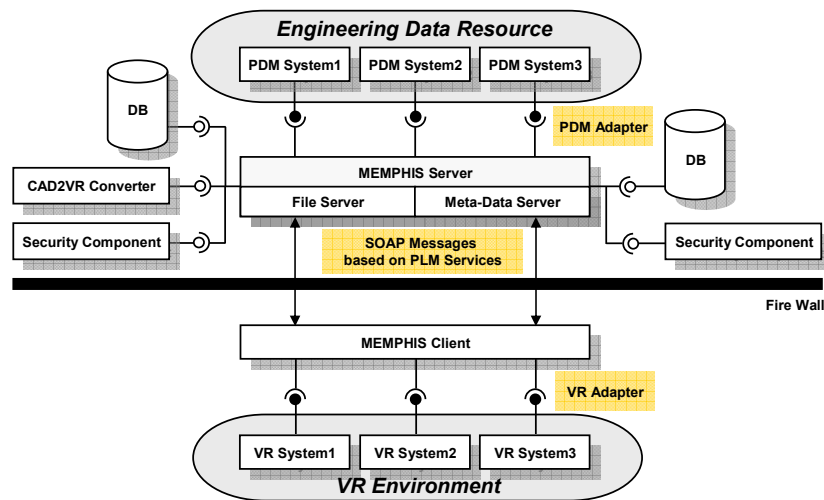 Engineering Data Resource
PDM System1
PDM System2
PDM System3
DB
PDM Adapter
DB
MEMPHIS Server
CAD2VR Converter
File Server
Meta-Data Server
Security Component
SOAP Messages
based on PLM Services
Security Component
Fire Wall
MEMPHIS Client
VR Adapter
VR System1
VR System2
VR System3
VR Environment